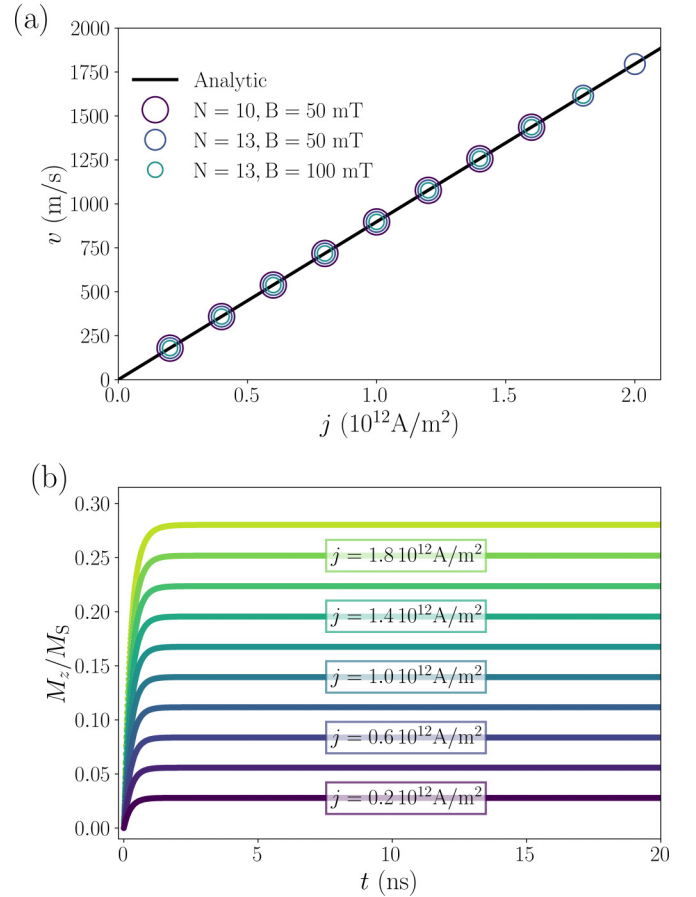 (a)
2000
1750
1500
1250
1000
750
500
250
0
v (m/s)
Analytic
N = 10, B = 50 mT
N = 13, B = 50 mT
N = 13, B = 100 mT
0.0 0.5 1.0 1.5 2.0
j (10¹²A/m²)
(b)
0.30
0.25
0.20
0.15
0.10
0.05
0.00
M_z/M_S
j = 1.8 10¹²A/m²
j = 1.4 10¹²A/m²
j = 1.0 10¹²A/m²
j = 0.6 10¹²A/m²
j = 0.2 10¹²A/m²
0 5 10 15 20
t (ns)